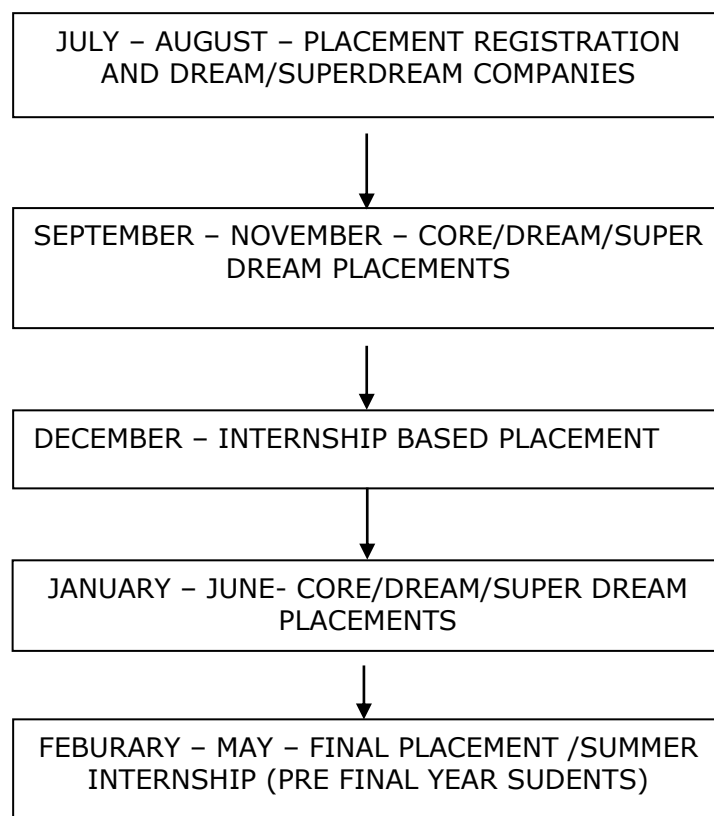 JULY – AUGUST – PLACEMENT REGISTRATION
AND DREAM/SUPERDREAM COMPANIES
SEPTEMBER – NOVEMBER – CORE/DREAM/SUPER
DREAM PLACEMENTS
DECEMBER – INTERNSHIP BASED PLACEMENT
JANUARY – JUNE- CORE/DREAM/SUPER DREAM
PLACEMENTS
FEBURARY – MAY – FINAL PLACEMENT /SUMMER
INTERNSHIP (PRE FINAL YEAR SUDENTS)